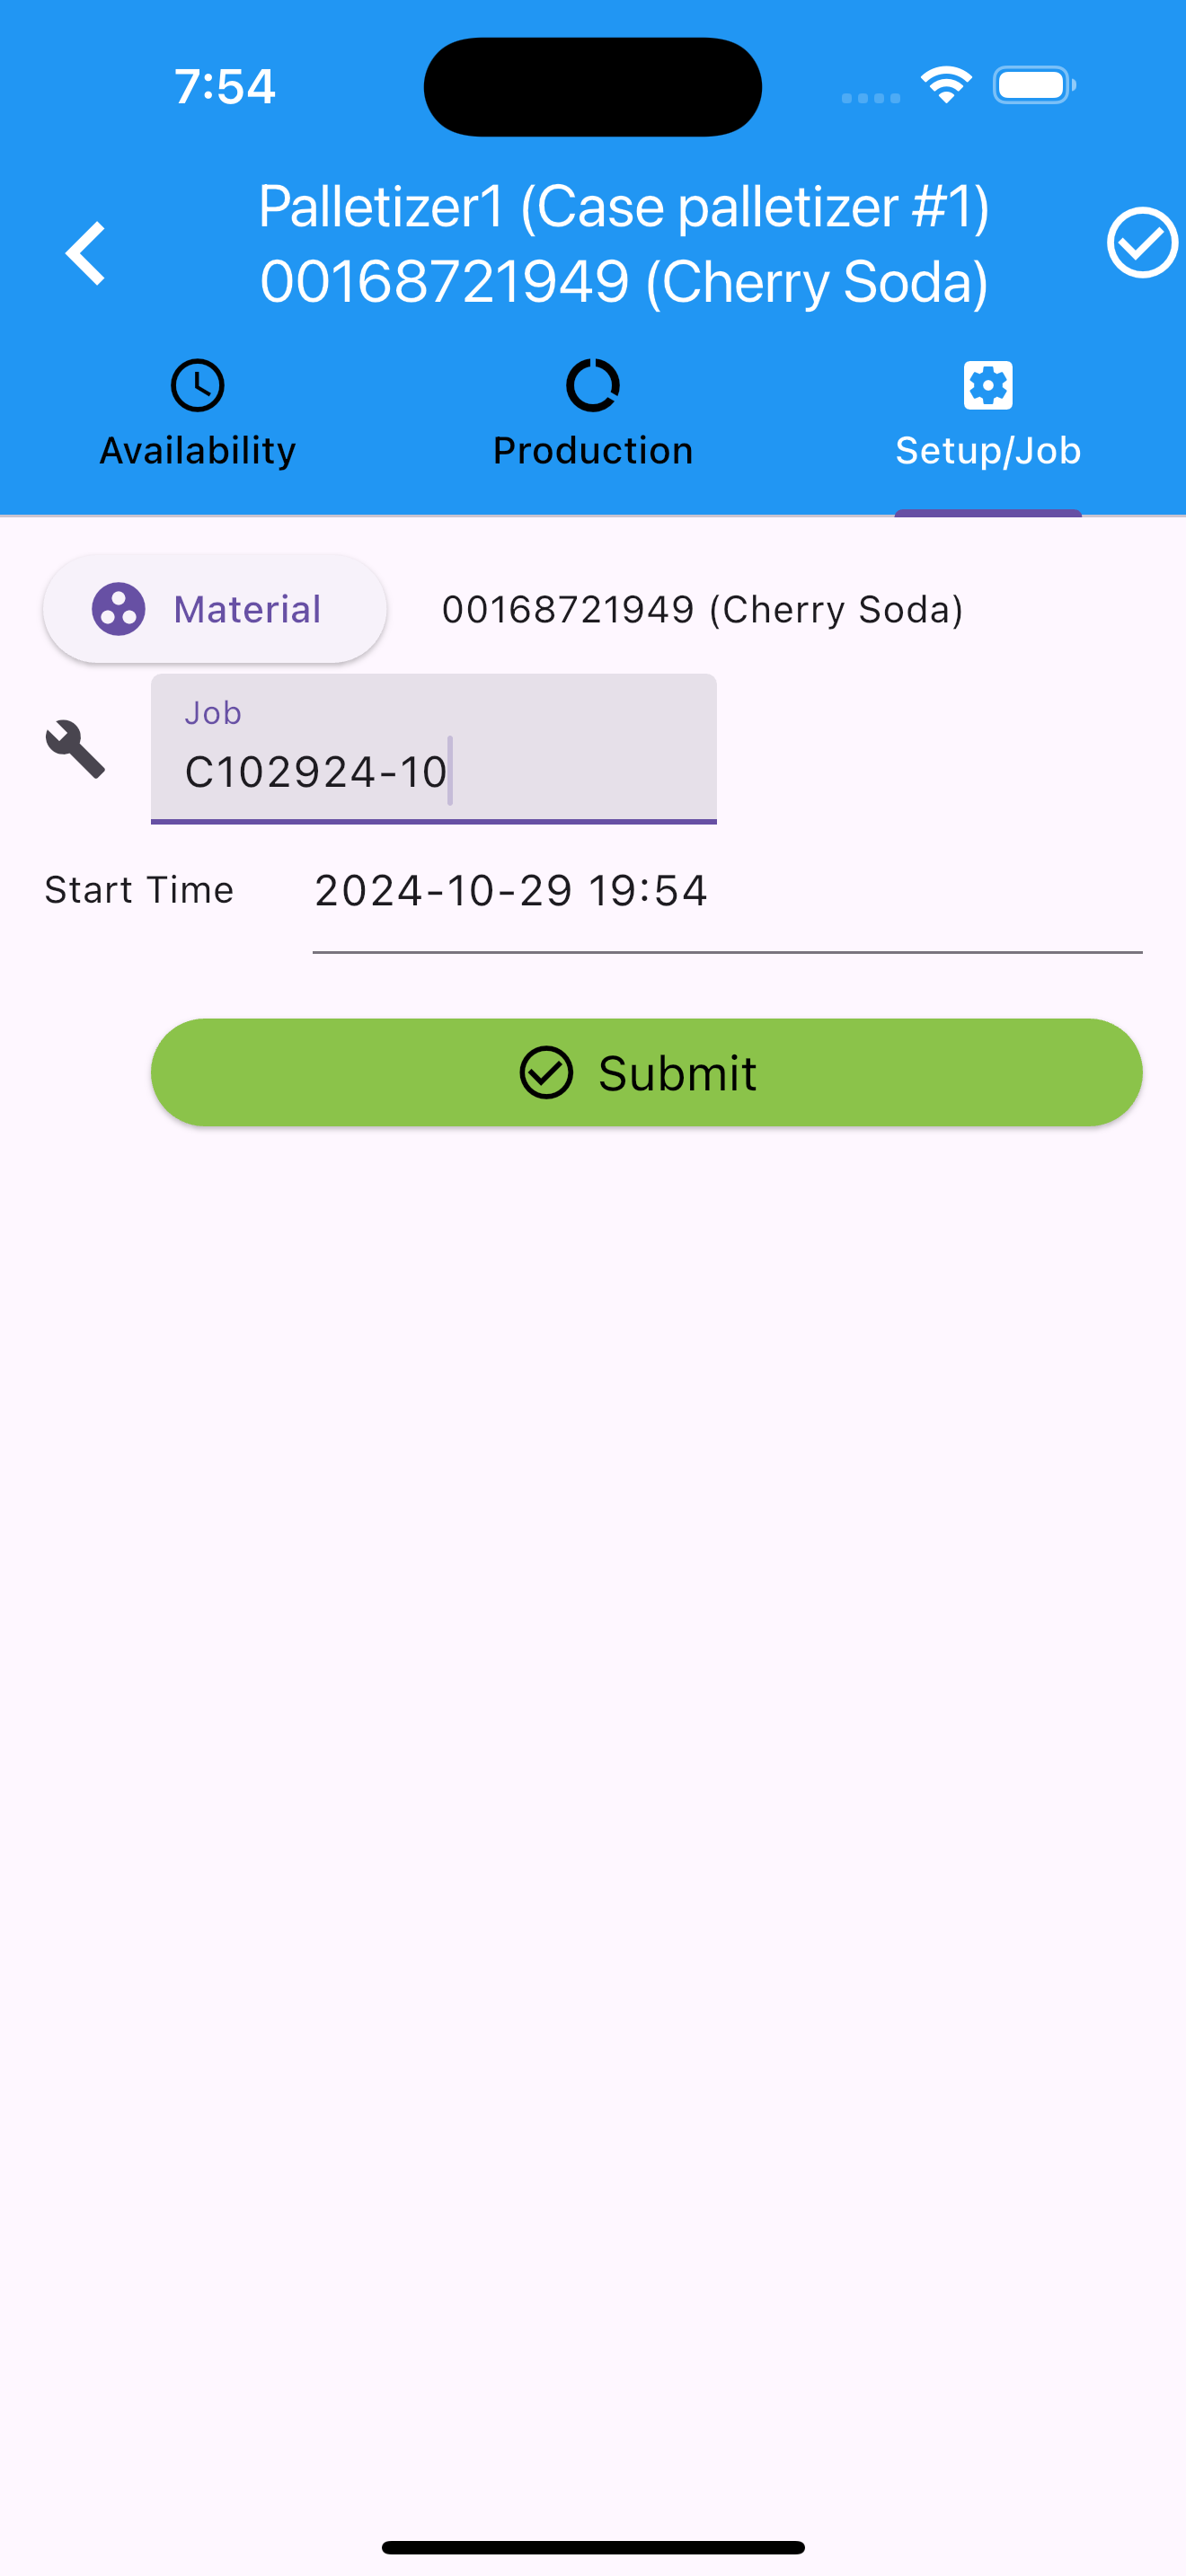 7:54
Palletizer1 (Case palletizer #1)
00168721949 (Cherry Soda)
Availability
Production
Setup/Job
Material
00168721949 (Cherry Soda)
Job
C102924-10
Start Time
2024-10-29 19:54
Submit